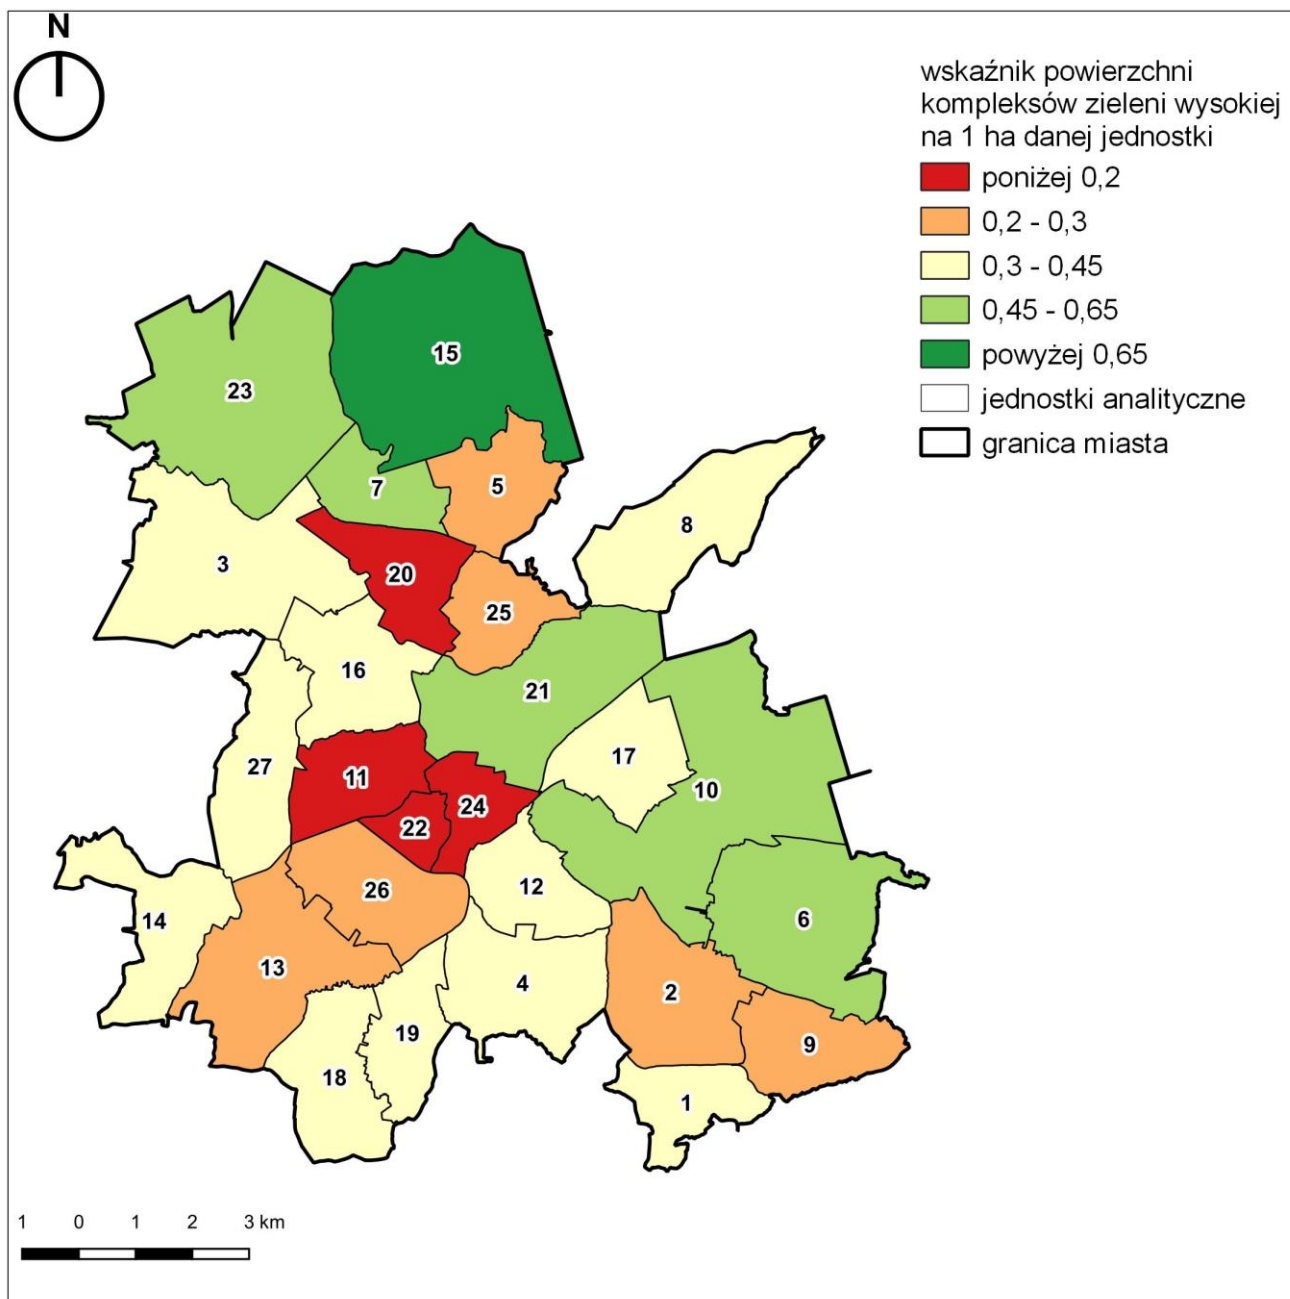 N
wskaźnik powierzchni
kompleksów zieleni wysokiej
na 1 ha danej jednostki
poniżej 0,2
0,2 - 0,3
0,3 - 0,45
0,45 - 0,65
powyżej 0,65
jednostki analityczne
granica miasta
15
23
7
5
8
3
20
25
16
21
27
17
11
10
24
22
12
26
14
6
13
4
2
19
9
18
1
1 0 1 2 3 km